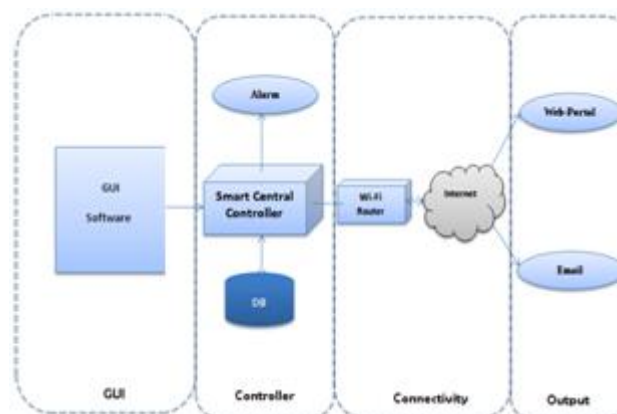 Alarm
Web-Portal
GUI
Software
Smart Central
Controller
Wi-Fi
Router
Internet
DB
Email
GUI
Controller
Connectivity
Output